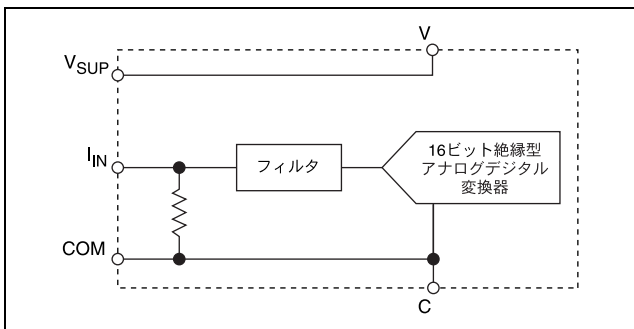 V
VSUP
IIN
フィルタ
16ビット絶縁型
アナログデジタル
変換器
COM
C